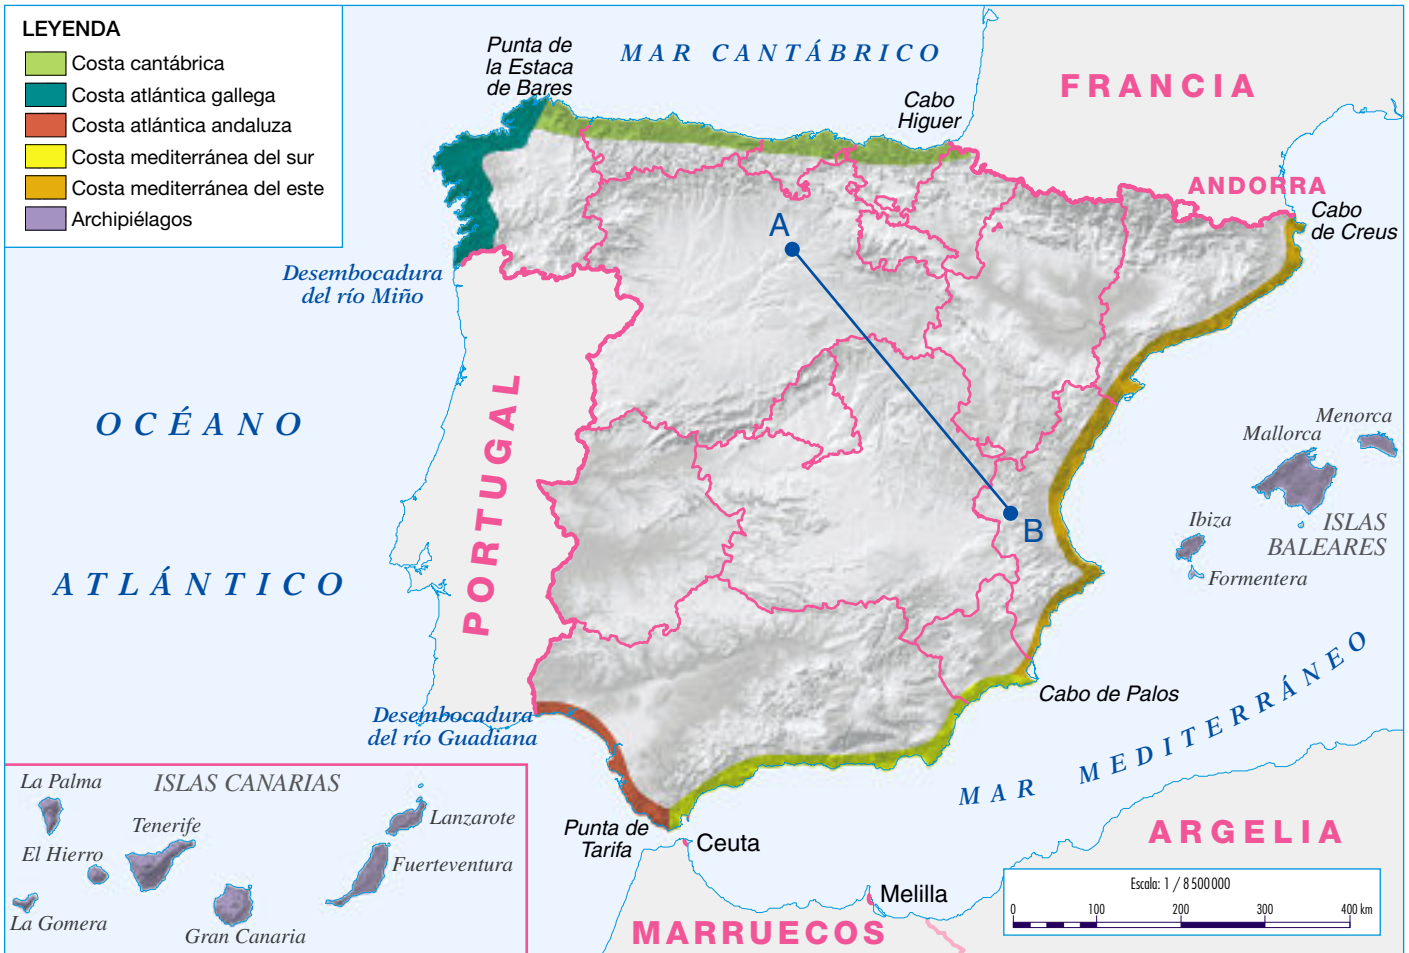 LEYENDA
Costa cantábrica
Costa atlántica gallega
Costa atlántica andaluza
Costa mediterránea del sur
Costa mediterránea del este
Archipiélagos
Punta de
la Estaca
de Bares
MAR CANTÁBRICO
Cabo
Higuer
FRANCIA
ANDORRA
Cabo
de Creus
A
Desembocadura
del río Miño
OCÉANO
ATLÁNTICO
PORTUGAL
B
Menorca
Mallorca
Ibiza
Formentera
ISLAS
BALEARES
Cabo de Palos
MAR MEDITERRÁNEO
Desembocadura
del río Guadiana
Punta de
Tarifa
Ceuta
Melilla
MARRUECOS
ARGELIA
ISLAS CANARIAS
La Palma
Tenerife
El Hierro
La Gomera
Gran Canaria
Lanzarote
Fuerteventura
Escala: 1 / 8 500 000
0 100 200 300 400 km